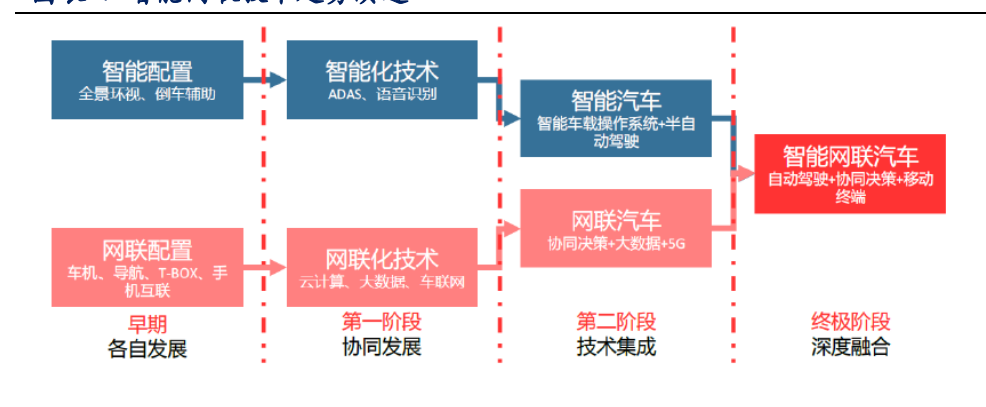 智能配置
全景环视、倒车辅助
智能化技术
ADAS、语音识别
智能汽车
智能车载操作系统+半自
动驾驶
智能网联汽车
自动驾驶+协同决策+移动
终端
网联配置
车机、导航、T-BOX、手
机互联
网联化技术
云计算、大数据、车联网
网联汽车
协同决策+大数据+5G
早期
各自发展
第一阶段
协同发展
第二阶段
技术集成
终极阶段
深度融合